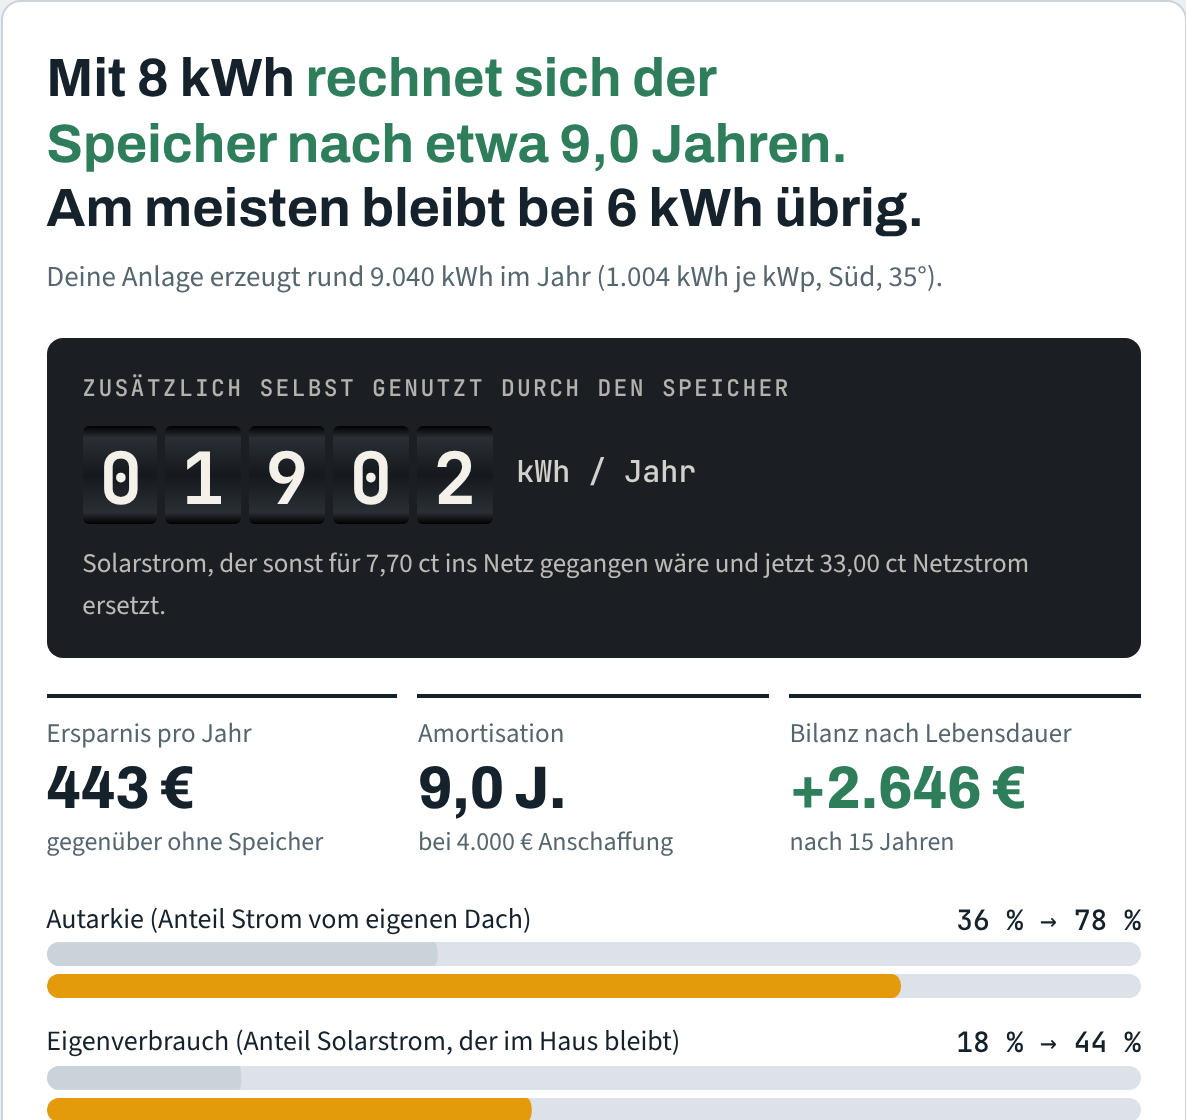 Mit 8 kWh rechnet sich der
Speicher nach etwa 9,0 Jahren.
Am meisten bleibt bei 6 kWh übrig.
Deine Anlage erzeugt rund 9.040 kWh im Jahr (1.004 kWh je kWp, Süd, 35°).
ZUSÄTZLICH SELBST GENUTZT DURCH DEN SPEICHER
01902 kWh / Jahr
Solarstrom, der sonst für 7,70 ct ins Netz gegangen wäre und jetzt 33,00 ct Netzstrom
ersetzt.
Ersparnis pro Jahr
443 €
gegenüber ohne Speicher
Amortisation
9,0 J.
bei 4.000 € Anschaffung
Bilanz nach Lebensdauer
+2.646 €
nach 15 Jahren
Autarkie (Anteil Strom vom eigenen Dach) 36 % → 78 %
Eigenverbrauch (Anteil Solarstrom, der im Haus bleibt) 18 % → 44 %